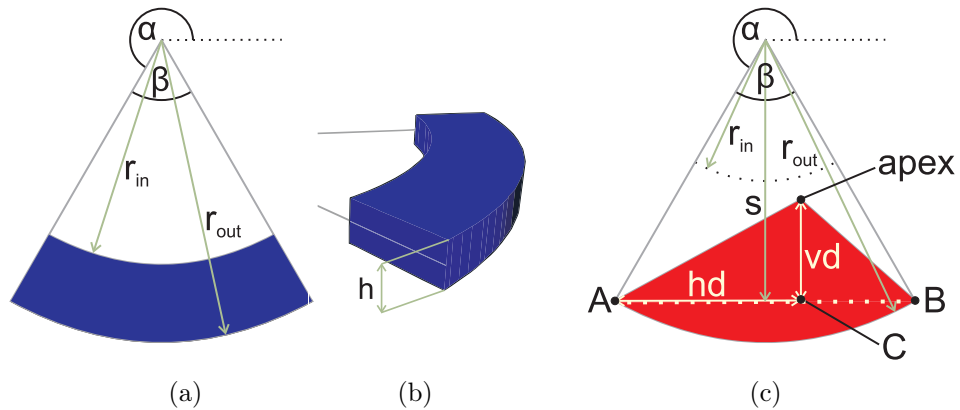 α
β
r_in
r_out
(a)
h
(b)
α
β
r_in
r_out
apex
s
vd
hd
A
B
C
(c)